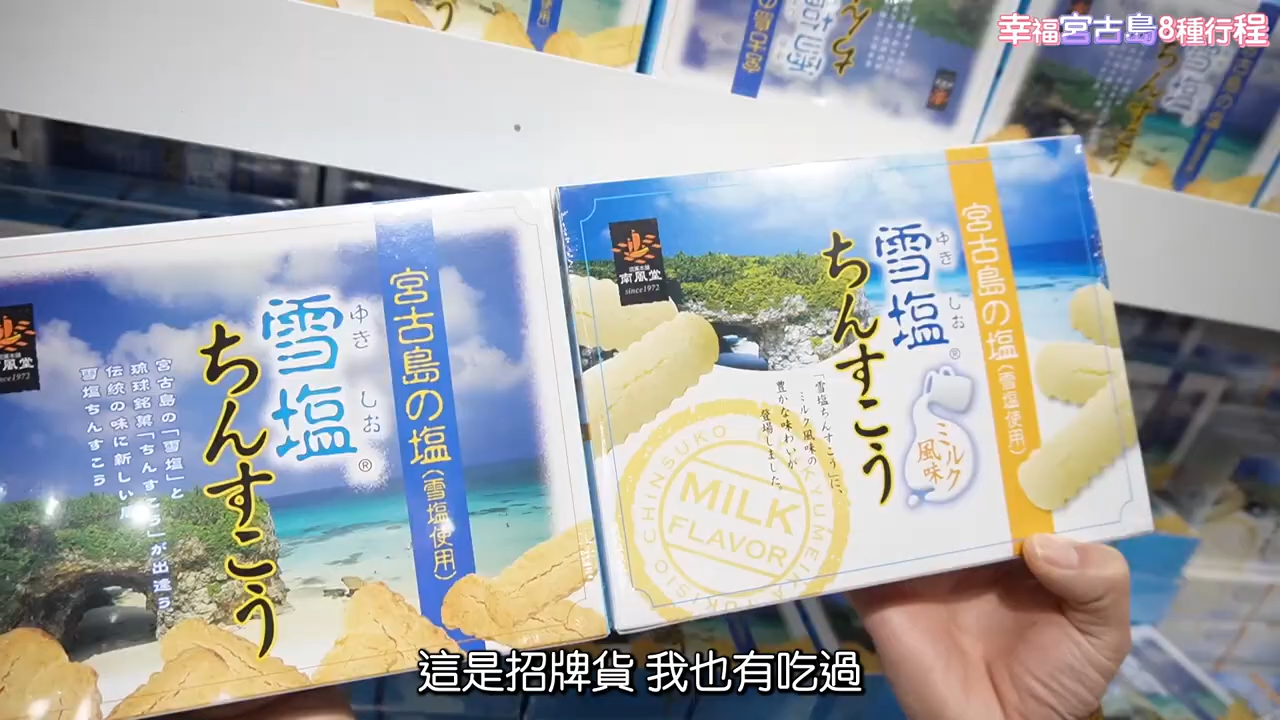 幸福宮古島8種行程
宮古島の塩(雪塩使用)
雪塩®
ゆきしお
ちんすこう
宮古島の「雪塩」と
琉球銘菓「ちんすこう」が出逢う。
伝統の味に新しい風
雪塩ちんすこう
南風堂
since1972
宮古島の塩(雪塩使用)
雪塩®
ゆきしお
ちんすこう
ミルク
風味
「雪塩ちんすこう」に、
ミルク風味の
豊かな味わいが
登場しました。
南風堂
since1972
MILK
FLAVOR
CHINSUKO
這是招牌貨 我也有吃過